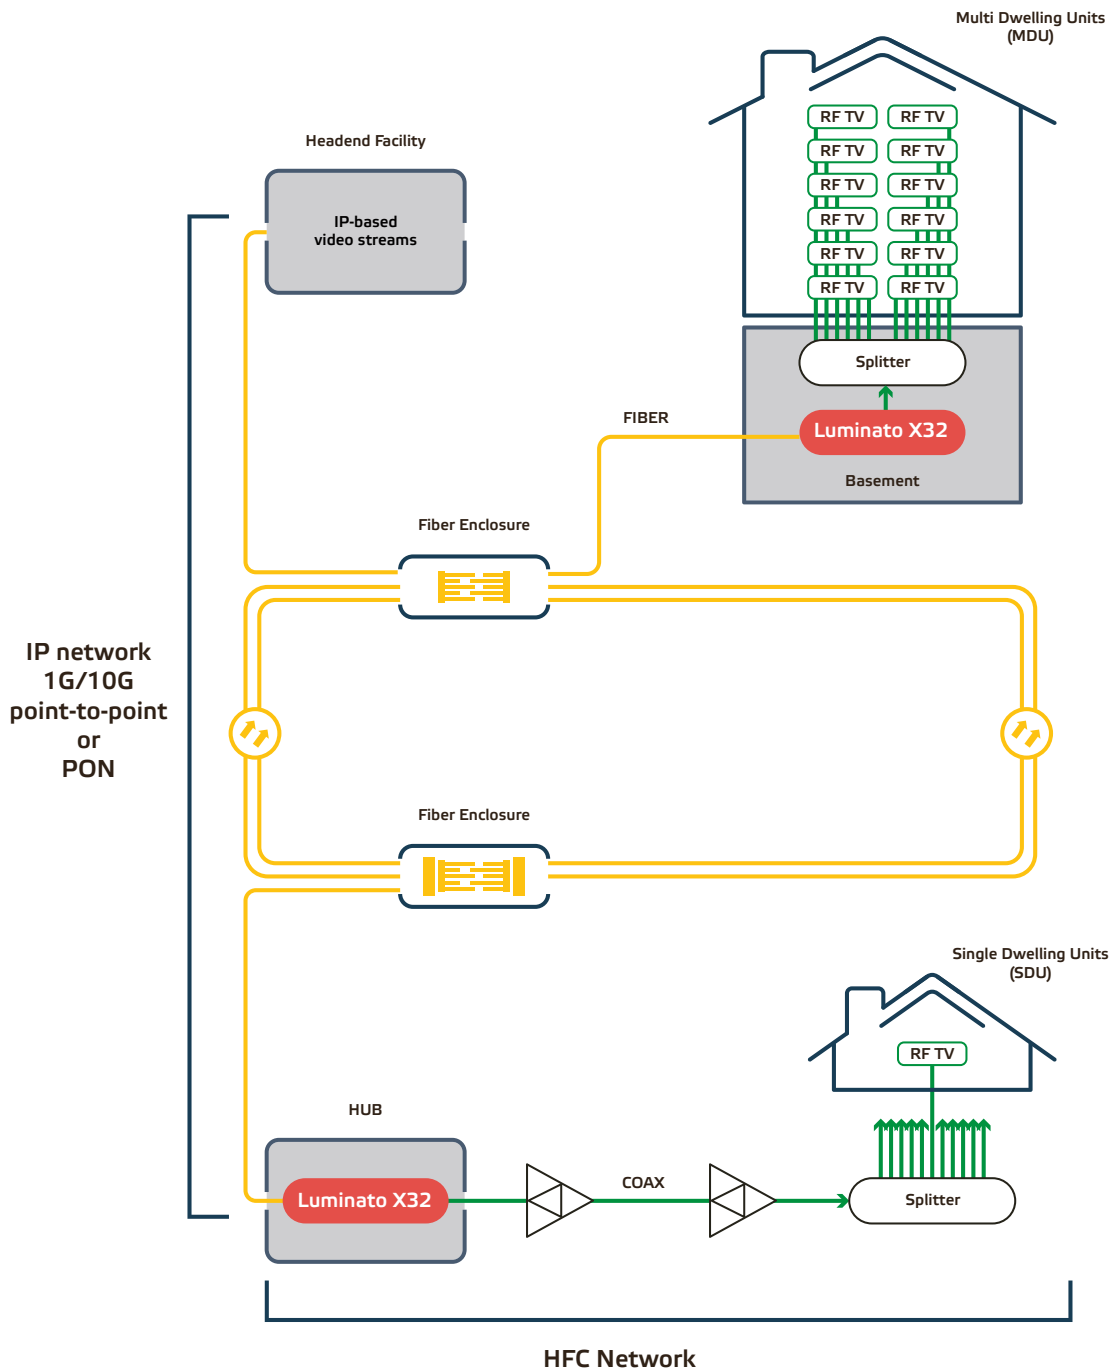 Multi Dwelling Units
(MDU)
RF TV RF TV
RF TV RF TV
RF TV RF TV
RF TV RF TV
RF TV RF TV
RF TV RF TV
Splitter
Luminato X32
Basement
Headend Facility
IP-based
video streams
FIBER
Fiber Enclosure
IP network
1G/10G
point-to-point
or
PON
Fiber Enclosure
Single Dwelling Units
(SDU)
RF TV
HUB
Luminato X32
COAX
Splitter
HFC Network